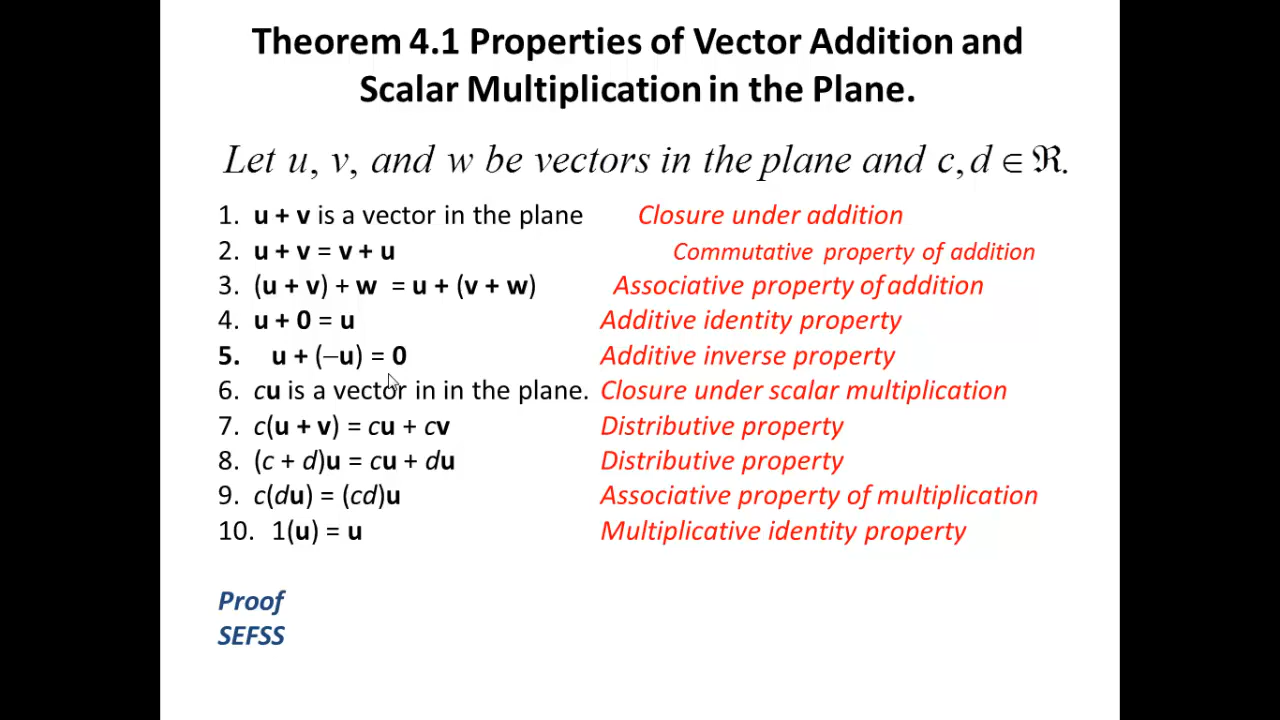 Theorem 4.1 Properties of Vector Addition and
Scalar Multiplication in the Plane.
Let u, v, and w be vectors in the plane and c, d ∈ ℜ.
1. u + v is a vector in the plane Closure under addition
2. u + v = v + u Commutative property of addition
3. (u + v) + w = u + (v + w) Associative property of addition
4. u + 0 = u Additive identity property
5. u + (−u) = 0 Additive inverse property
6. cu is a vector in in the plane. Closure under scalar multiplication
7. c(u + v) = cu + cv Distributive property
8. (c + d)u = cu + du Distributive property
9. c(du) = (cd)u Associative property of multiplication
10. 1(u) = u Multiplicative identity property
Proof
SEFSS